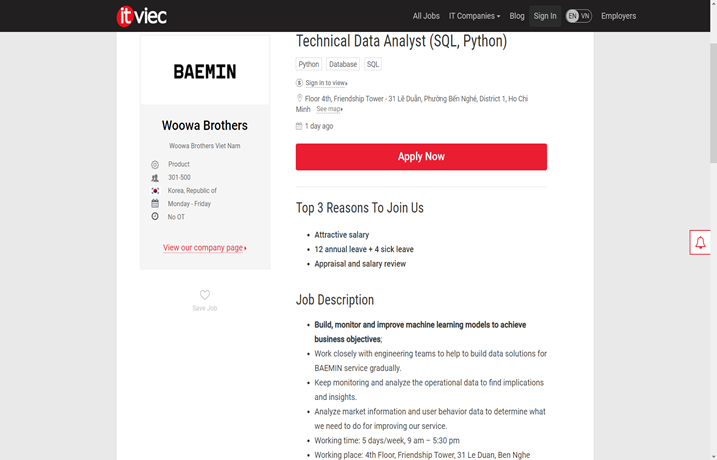 itviec
All Jobs IT Companies Blog Sign In EN VN Employers
BAEMIN
Woowa Brothers
Woowa Brothers Viet Nam
Product
301-500
Korea, Republic of
Monday - Friday
No OT
View our company page
Save Job
Technical Data Analyst (SQL, Python)
Python Database SQL
$ Sign in to view
Floor 4th, Friendship Tower - 31 Lê Duẩn, Phường Bến Nghé, District 1, Ho Chi
Minh See map
1 day ago
Apply Now
Top 3 Reasons To Join Us
• Attractive salary
• 12 annual leave + 4 sick leave
• Appraisal and salary review
Job Description
• Build, monitor and improve machine learning models to achieve
business objectives;
• Work closely with engineering teams to help to build data solutions for
BAEMIN service gradually.
• Keep monitoring and analyze the operational data to find implications
and insights.
• Analyze market information and user behavior data to determine what
we need to do for improving our service.
• Working time: 5 days/week, 9 am – 5:30 pm
• Working place: 4th Floor, Friendship Tower, 31 Le Duan, Ben Nghe